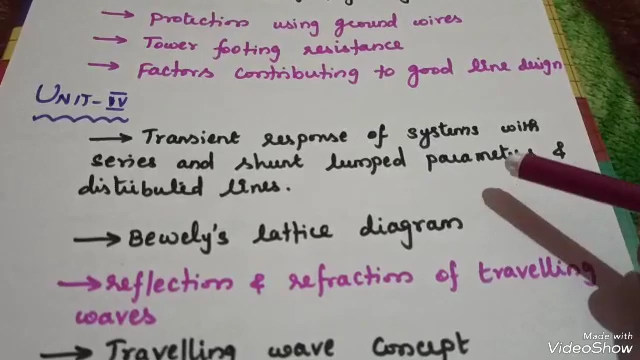 → Protection using ground wires
→ Tower footing resistance
→ Factors contributing to good line design
UNIT-IV
→ Transient response of systems with
series and shunt lumped &
distributed lines.
→ Bewely's lattice diagram
→ reflection & refraction of travelling
waves
→ Travelling wave concept
Made with
VideoShow